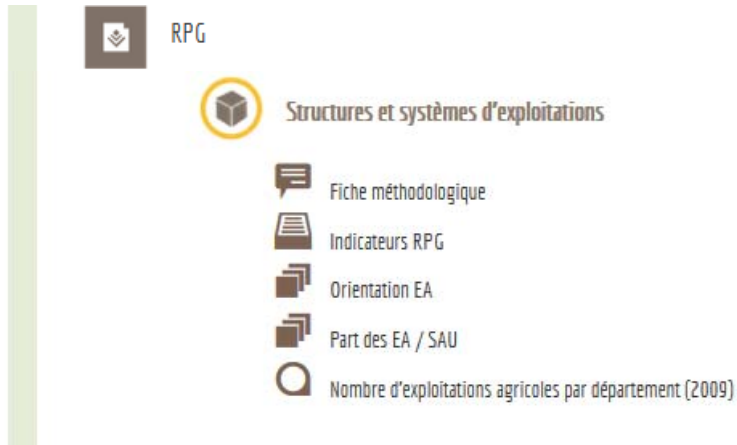 RPG
Structures et systèmes d'exploitations
Fiche méthodologique
Indicateurs RPG
Orientation EA
Part des EA / SAU
Nombre d'exploitations agricoles par département (2009)